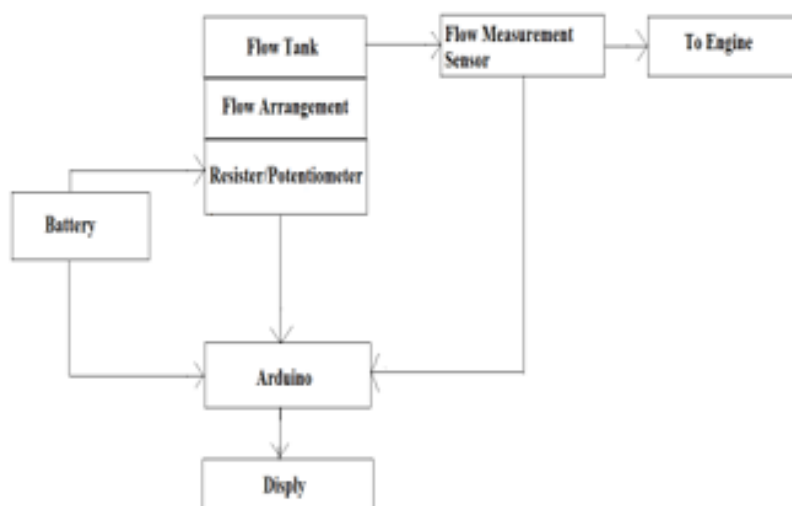 Flow Tank
Flow Measurement
Sensor
To Engine
Flow Arrangement
Resister/Potentiometer
Battery
Arduino
Disply